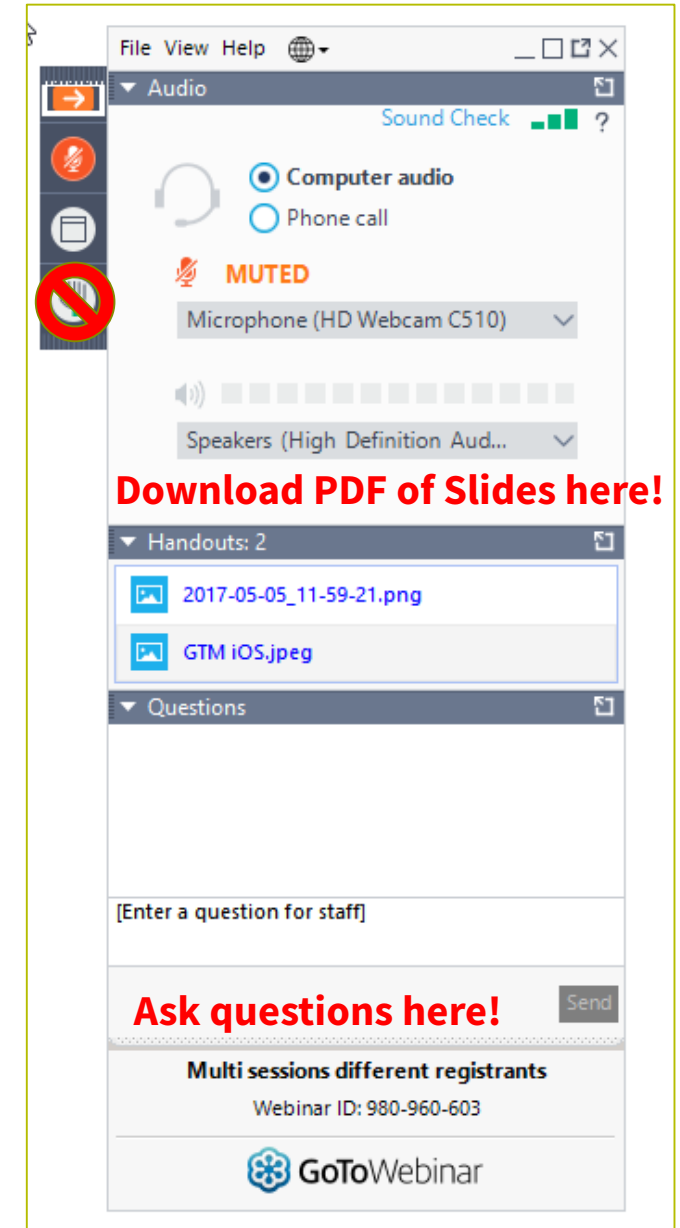 File View Help
Audio
Sound Check ?
Computer audio
Phone call
MUTED
Microphone (HD Webcam C510)
Speakers (High Definition Aud...
Download PDF of Slides here!
Handouts: 2
2017-05-05_11-59-21.png
GTM iOS.jpeg
Questions
[Enter a question for staff]
Ask questions here!
Send
Multi sessions different registrants
Webinar ID: 980-960-603
GoToWebinar